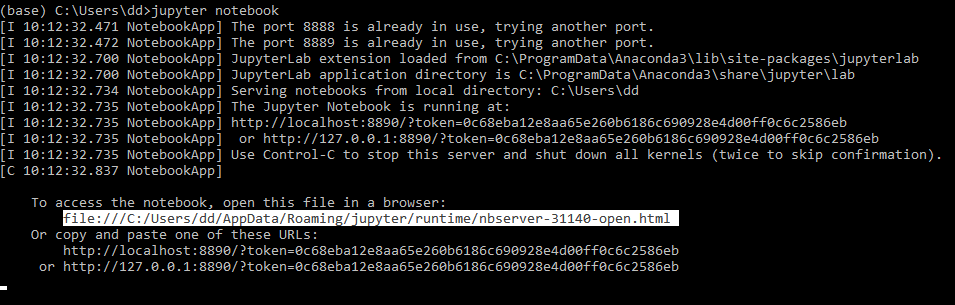 (base) C:\Users\dd>jupyter notebook
[I 10:12:32.471 NotebookApp] The port 8888 is already in use, trying another port.
[I 10:12:32.472 NotebookApp] The port 8889 is already in use, trying another port.
[I 10:12:32.700 NotebookApp] JupyterLab extension loaded from C:\ProgramData\Anaconda3\lib\site-packages\jupyterlab
[I 10:12:32.700 NotebookApp] JupyterLab application directory is C:\ProgramData\Anaconda3\share\jupyter\lab
[I 10:12:32.734 NotebookApp] Serving notebooks from local directory: C:\Users\dd
[I 10:12:32.735 NotebookApp] The Jupyter Notebook is running at:
[I 10:12:32.735 NotebookApp] http://localhost:8890/?token=0c68eba12e8aa65e260b6186c690928e4d00ff0c6c2586eb
[I 10:12:32.735 NotebookApp]  or http://127.0.0.1:8890/?token=0c68eba12e8aa65e260b6186c690928e4d00ff0c6c2586eb
[I 10:12:32.735 NotebookApp] Use Control-C to stop this server and shut down all kernels (twice to skip confirmation).
[C 10:12:32.837 NotebookApp]
To access the notebook, open this file in a browser:
file:///C:/Users/dd/AppData/Roaming/jupyter/runtime/nbserver-31140-open.html
Or copy and paste one of these URLs:
http://localhost:8890/?token=0c68eba12e8aa65e260b6186c690928e4d00ff0c6c2586eb
or http://127.0.0.1:8890/?token=0c68eba12e8aa65e260b6186c690928e4d00ff0c6c2586eb